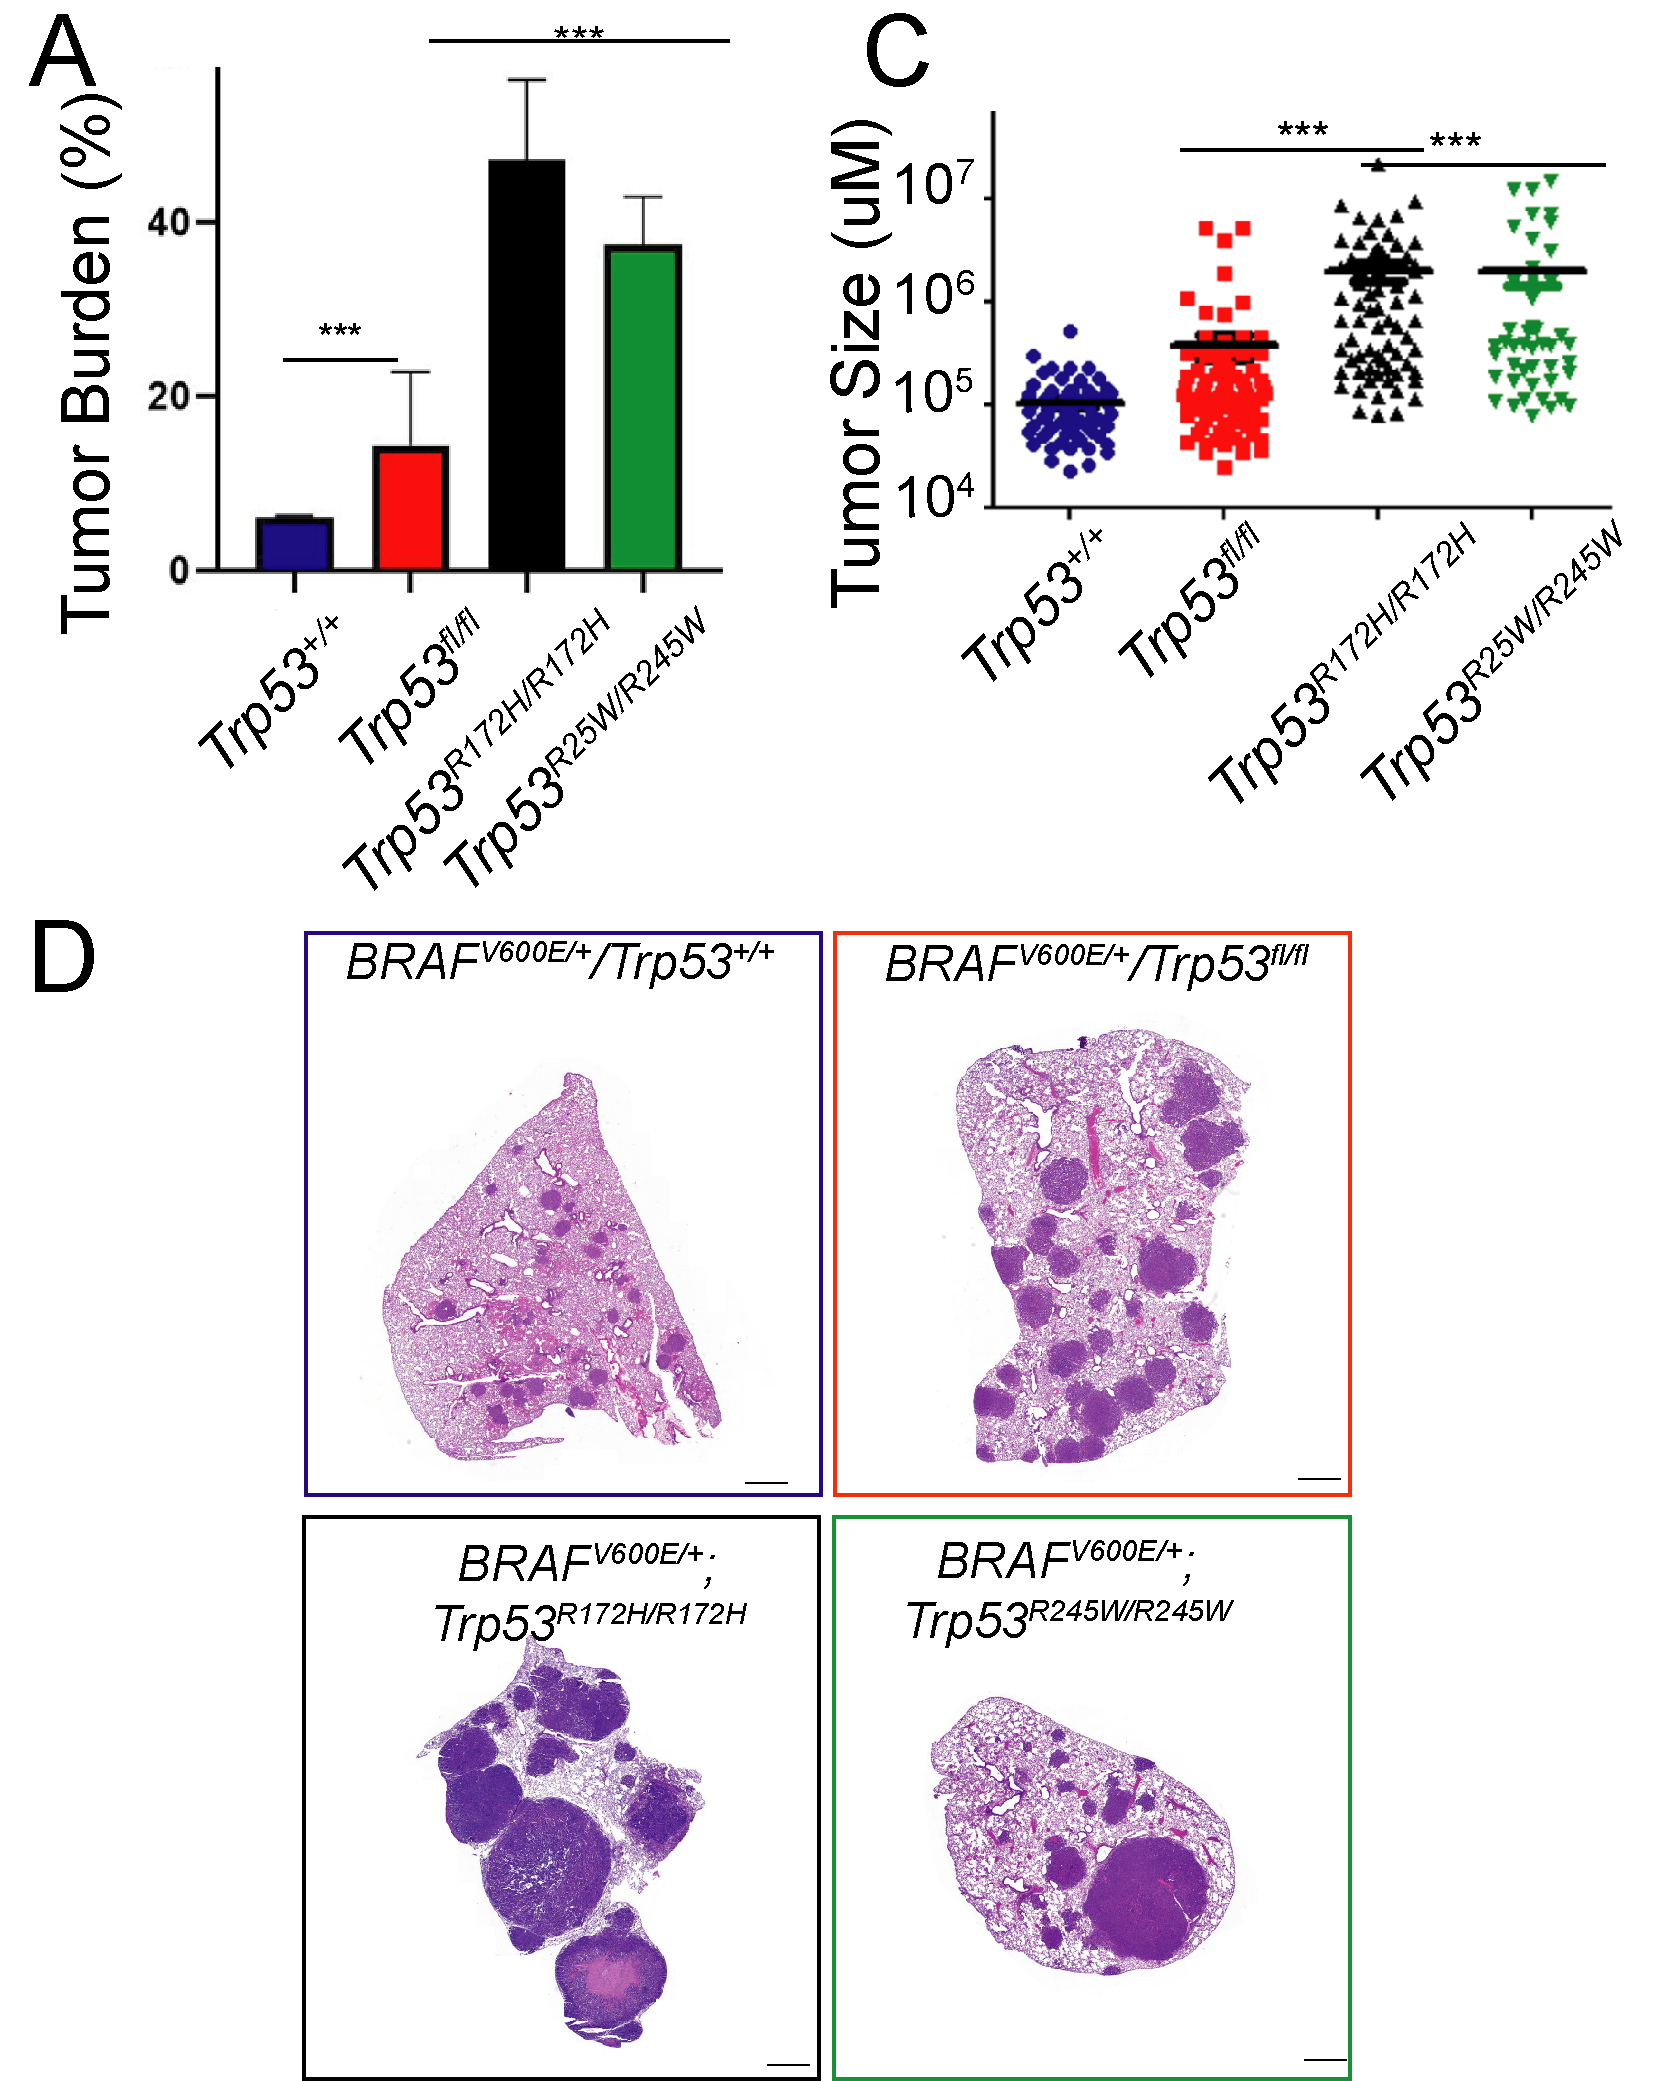 A
***
***
Tumor Burden (%)
40
20
0
Trp53+/+
Trp53fl/fl
Trp53R172H/R172H
Trp53R25W/R245W
C
***
***
Tumor Size (uM)
107
106
105
104
Trp53+/+
Trp53fl/fl
Trp53R172H/R172H
Trp53R25W/R245W
D
BRAFV600E/+/Trp53+/+
BRAFV600E/+/Trp53fl/fl
BRAFV600E/+;
Trp53R172H/R172H
BRAFV600E/+;
Trp53R245W/R245W